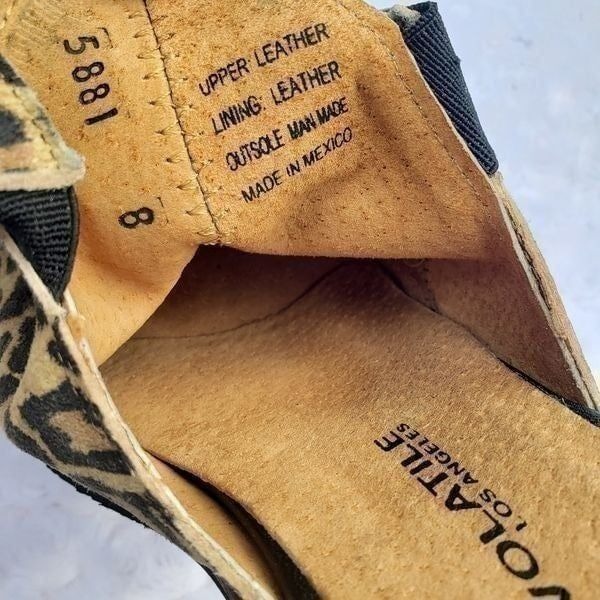 5881
8
UPPER LEATHER
LINING LEATHER
OUTSOLE MAN MADE
MADE IN MEXICO
VOLATILE
LOS ANGELES